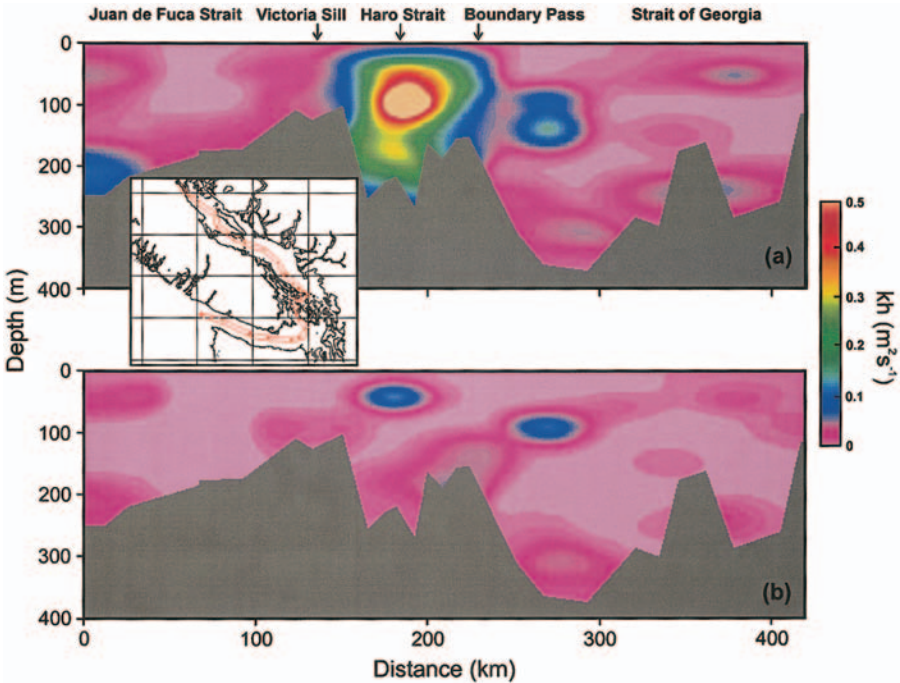 Juan de Fuca Strait Victoria Sill Haro Strait Boundary Pass Strait of Georgia
0
100
200
300
400
(a)
0.5
0.4
0.3
0.2
0.1
0
kh (m²s⁻¹)
Depth (m)
0
100
200
300
400
(b)
0 100 200 300 400
Distance (km)